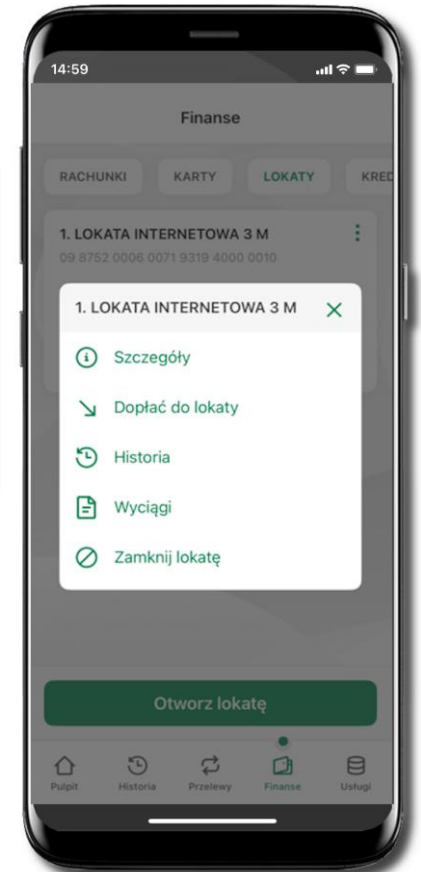 14:59
Finanse
RACHUNKI KARTY LOKATY KRED
1. LOKATA INTERNETOWA 3 M
09 8752 0006 0071 9319 4000 0010
1. LOKATA INTERNETOWA 3 M
Szczegóły
Dopłać do lokaty
Historia
Wyciągi
Zamknij lokatę
Otworz lokatę
Pulpit Historia Przelewy Finanse Usługi